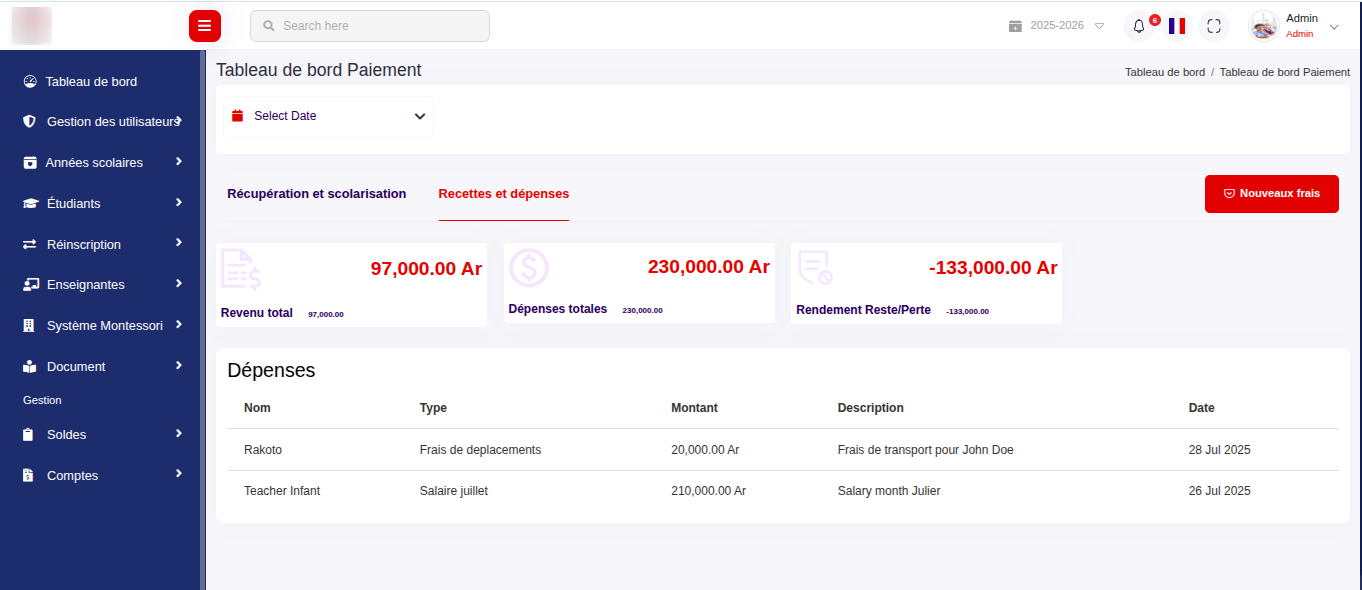 Search here
2025-2026
6
Admin
Admin
Tableau de bord
Gestion des utilisateurs
Années scolaires
Étudiants
Réinscription
Enseignantes
Système Montessori
Document
Gestion
Soldes
Comptes
Tableau de bord Paiement
Tableau de bord / Tableau de bord Paiement
Select Date
Récupération et scolarisation
Recettes et dépenses
Nouveaux frais
97,000.00 Ar
Revenu total 97,000.00
230,000.00 Ar
Dépenses totales 230,000.00
-133,000.00 Ar
Rendement Reste/Perte -133,000.00
Dépenses
Nom Type Montant Description Date
Rakoto Frais de deplacements 20,000.00 Ar Frais de transport pour John Doe 28 Jul 2025
Teacher Infant Salaire juillet 210,000.00 Ar Salary month Julier 26 Jul 2025